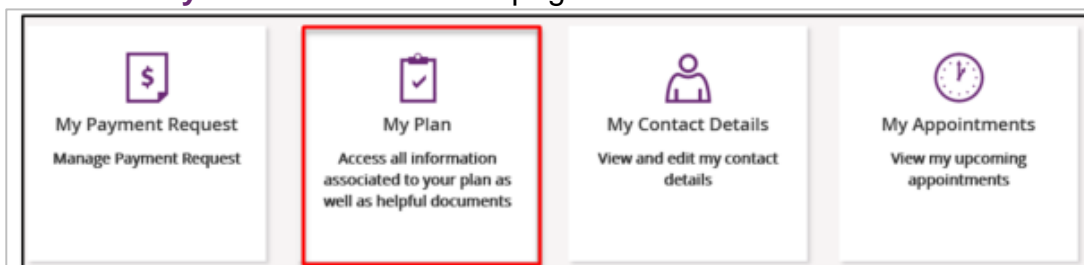 My Payment Request
Manage Payment Request
My Plan
Access all information
associated to your plan as
well as helpful documents
My Contact Details
View and edit my contact
details
My Appointments
View my upcoming
appointments